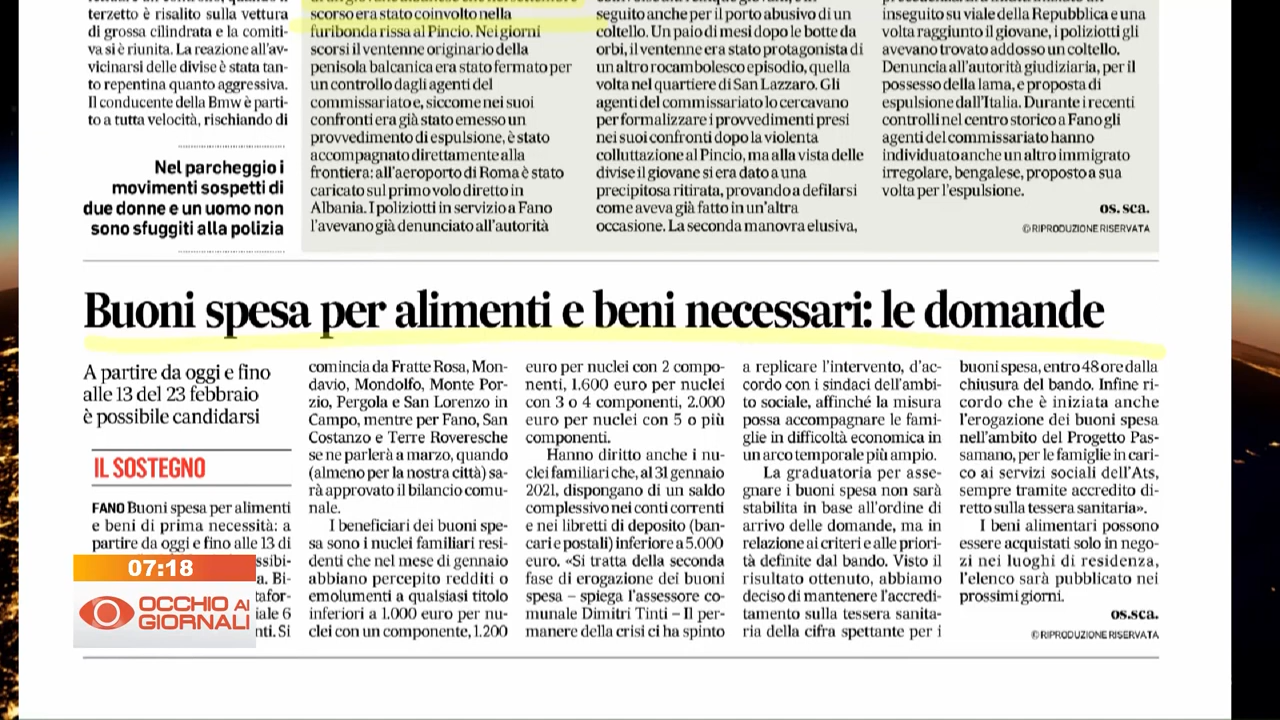 terzetto è risalito sulla vettura
di grossa cilindrata e la comiti-
va si è riunita. La reazione all'av-
vicinarsi delle divise è stata tan-
to repentina quanto aggressiva.
Il conducente della Bmw è parti-
to a tutta velocità, rischiando di
Nel parcheggio i
movimenti sospetti di
due donne e un uomo non
sono sfuggiti alla polizia
scorso era stato coinvolto nella
furibonda rissa al Pincio. Nei giorni
scorsi il ventenne originario della
penisola balcanica era stato fermato per
un controllo dagli agenti del
commissariato e, siccome nei suoi
confronti era già stato emesso un
provvedimento di espulsione, è stato
accompagnato direttamente alla
frontiera: all'aeroporto di Roma è stato
caricato sul primo volo diretto in
Albania. I poliziotti in servizio a Fano
l'avevano già denunciato all'autorità
seguito anche per il porto abusivo di un
coltello. Un paio di mesi dopo le botte da
orbi, il ventenne era stato protagonista di
un altro rocambolesco episodio, quella
volta nel quartiere di San Lazzaro. Gli
agenti del commissariato lo cercavano
per formalizzare i provvedimenti presi
nei suoi confronti dopo la violenta
colluttazione al Pincio, ma alla vista delle
divise il giovane si era dato a una
precipitosa ritirata, provando a defilarsi
come aveva già fatto in un'altra
occasione. La seconda manovra elusiva,
inseguito su viale della Repubblica e una
volta raggiunto il giovane, i poliziotti gli
avevano trovato addosso un coltello.
Denuncia all'autorità giudiziaria, per il
possesso della lama, e proposta di
espulsione dall'Italia. Durante i recenti
controlli nel centro storico a Fano gli
agenti del commissariato hanno
individuato anche un altro immigrato
irregolare, bengalese, proposto a sua
volta per l'espulsione.
os. sca.
© RIPRODUZIONE RISERVATA
Buoni spesa per alimenti e beni necessari: le domande
A partire da oggi e fino
alle 13 del 23 febbraio
è possibile candidarsi
IL SOSTEGNO
FANO Buoni spesa per alimenti
e beni di prima necessità: a
partire da oggi e fino alle 13 di
ssibi-
a. Bi-
tafor-
iale 6
nti. Si
comincia da Fratte Rosa, Mon-
davio, Mondolfo, Monte Por-
zio, Pergola e San Lorenzo in
Campo, mentre per Fano, San
Costanzo e Terre Roveresche
se ne parlerà a marzo, quando
(almeno per la nostra città) sa-
rà approvato il bilancio comu-
nale.
I beneficiari dei buoni spe-
sa sono i nuclei familiari resi-
denti che nel mese di gennaio
abbiano percepito redditi o
emolumenti a qualsiasi titolo
inferiori a 1.000 euro per nu-
clei con un componente, 1.200
euro per nuclei con 2 compo-
nenti, 1.600 euro per nuclei
con 3 o 4 componenti, 2.000
euro per nuclei con 5 o più
componenti.
Hanno diritto anche i nu-
clei familiari che, al 31 gennaio
2021, dispongano di un saldo
complessivo nei conti correnti
e nei libretti di deposito (ban-
cari e postali) inferiore a 5.000
euro. «Si tratta della seconda
fase di erogazione dei buoni
spesa – spiega l'assessore co-
munale Dimitri Tinti – Il per-
manere della crisi ci ha spinto
a replicare l'intervento, d'ac-
cordo con i sindaci dell'ambi-
to sociale, affinché la misura
possa accompagnare le fami-
glie in difficoltà economica in
un arco temporale più ampio.
La graduatoria per asse-
gnare i buoni spesa non sarà
stabilita in base all'ordine di
arrivo delle domande, ma in
relazione ai criteri e alle priori-
tà definite dal bando. Visto il
risultato ottenuto, abbiamo
deciso di mantenere l'accredi-
tamento sulla tessera sanita-
ria della cifra spettante per i
buoni spesa, entro 48 ore dalla
chiusura del bando. Infine ri-
cordo che è iniziata anche
l'erogazione dei buoni spesa
nell'ambito del Progetto Pas-
samano, per le famiglie in cari-
co ai servizi sociali dell'Ats,
sempre tramite accredito di-
retto sulla tessera sanitaria».
I beni alimentari possono
essere acquistati solo in nego-
zi nei luoghi di residenza,
l'elenco sarà pubblicato nei
prossimi giorni.
os.sca.
© RIPRODUZIONE RISERVATA
07:18
OCCHIO AI
GIORNALI